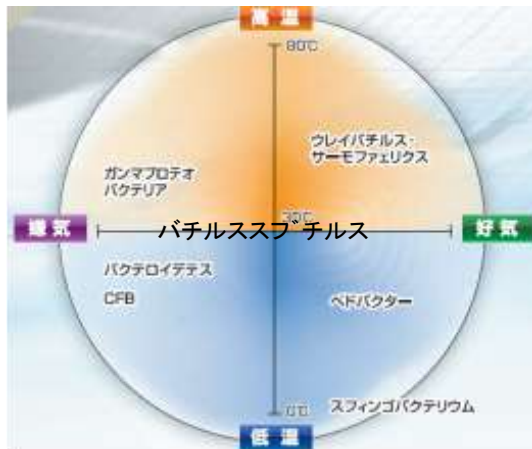 高 温
80℃
ウレイバチルス・
サーモフェリクス
ガンマプロテオ
バクテリア
30℃
嫌 気
バチルススブチルス
好 気
バクテロイデテス
CFB
ペドバクター
0℃
スフィンゴバクテリウム
低 温